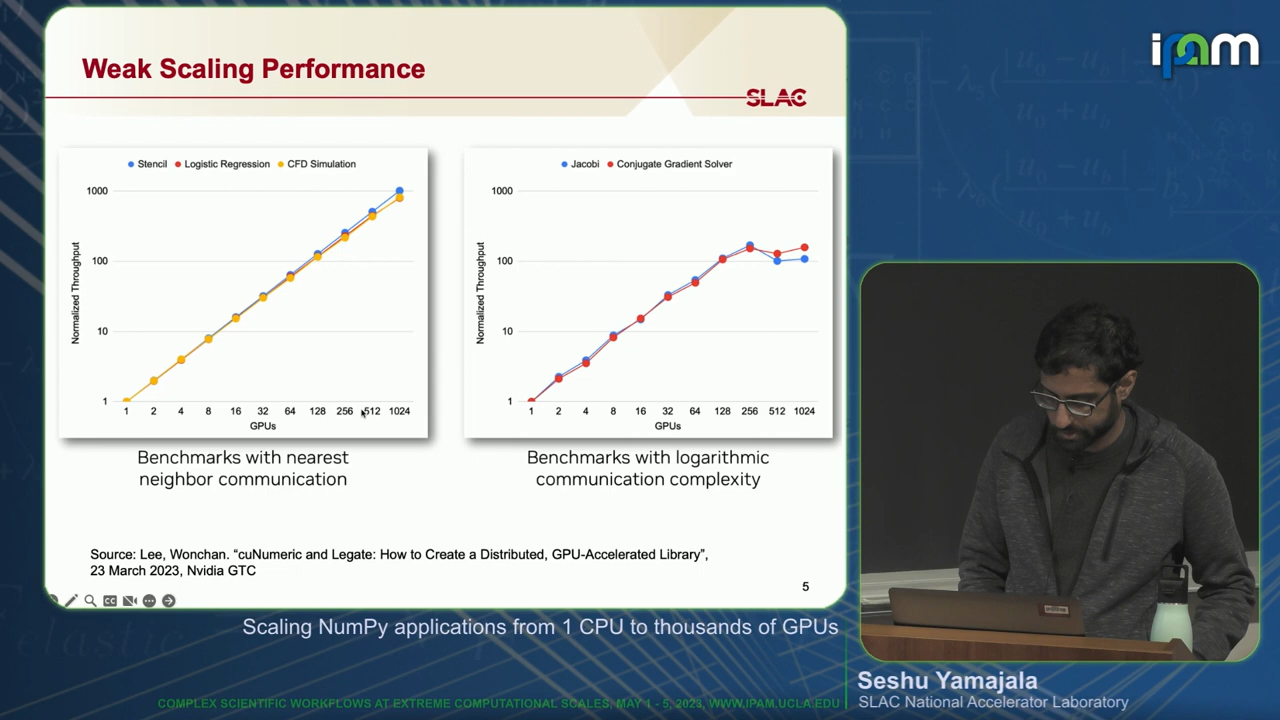 Weak Scaling Performance
SLAC
Stencil Logistic Regression CFD Simulation
1000
100
10
1
Normalized Throughput
1 2 4 8 16 32 64 128 256 512 1024
GPUs
Benchmarks with nearest
neighbor communication
Jacobi Conjugate Gradient Solver
1000
100
10
1
Normalized Throughput
1 2 4 8 16 32 64 128 256 512 1024
GPUs
Benchmarks with logarithmic
communication complexity
Source: Lee, Wonchan. “cuNumeric and Legate: How to Create a Distributed, GPU-Accelerated Library”,
23 March 2023, Nvidia GTC
5
CC
ipam
Scaling NumPy applications from 1 CPU to thousands of GPUs
Seshu Yamajala
SLAC National Accelerator Laboratory
COMPLEX SCIENTIFIC WORKFLOWS AT EXTREME COMPUTATIONAL SCALES, MAY 1 - 5, 2023, WWW.IPAM.UCLA.EDU